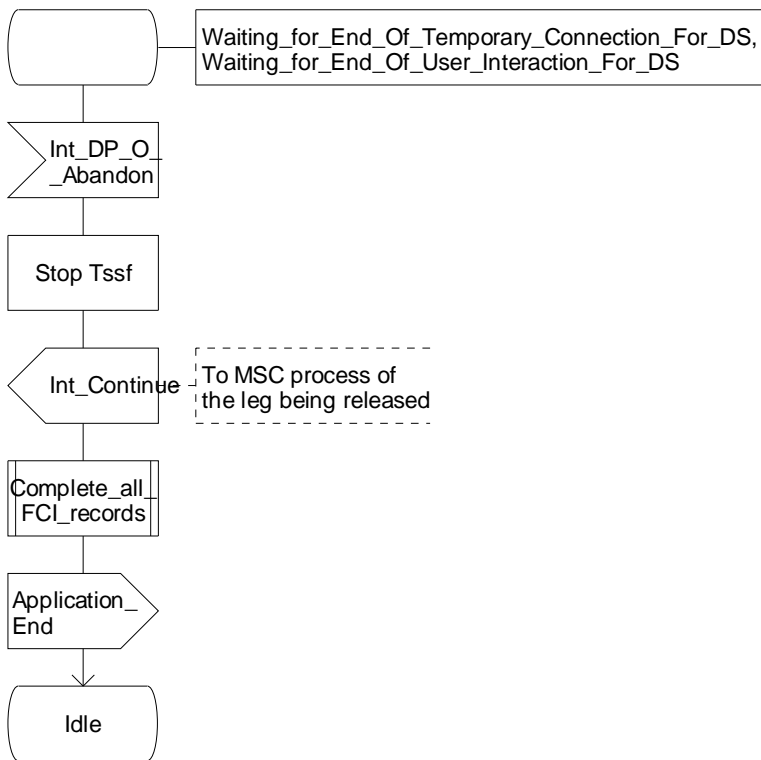 Waiting_for_End_Of_Temporary_Connection_For_DS,
Waiting_for_End_Of_User_Interaction_For_DS
Int_DP_O_
_Abandon
Stop Tssf
Int_Continue
To MSC process of
the leg being released
Complete_all_
FCI_records
Application_
End
Idle